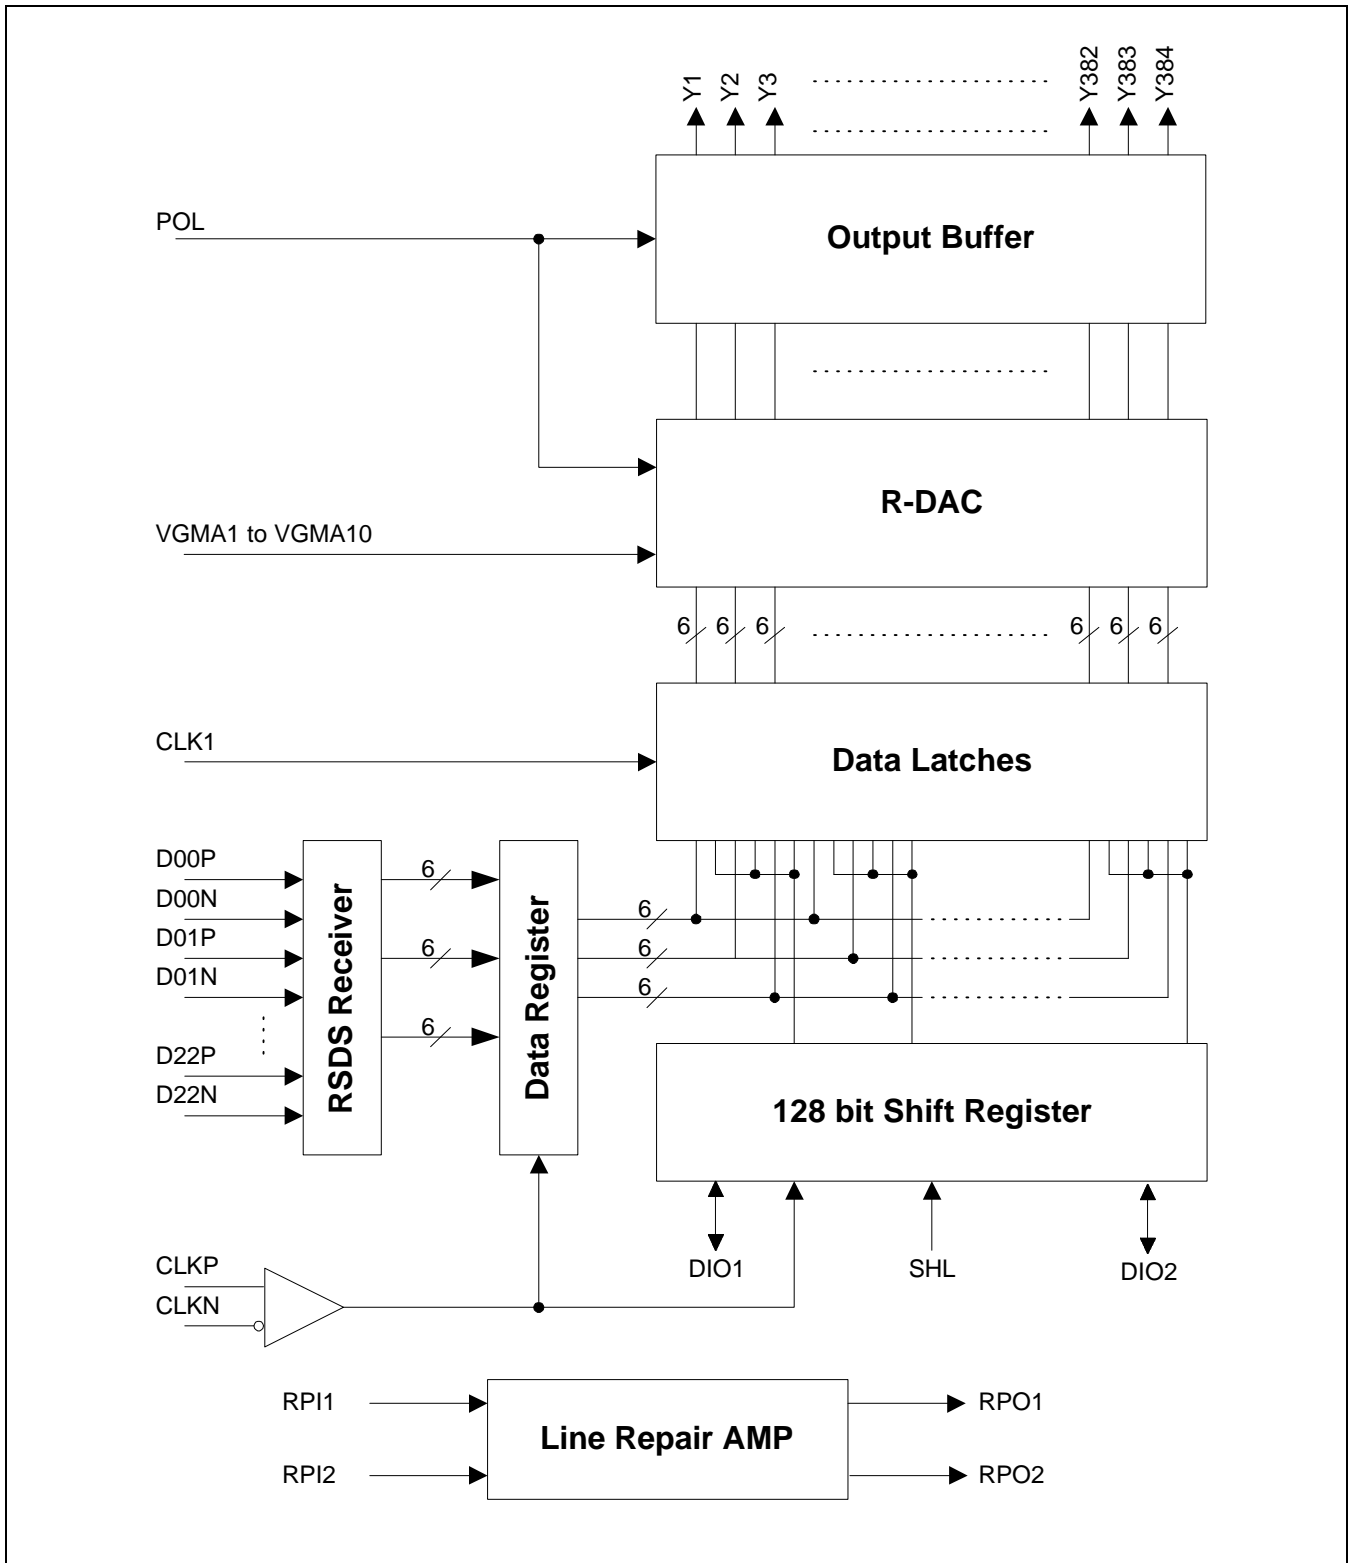 Y1
Y2
Y3
Y382
Y383
Y384
POL
Output Buffer
R-DAC
VGMA1 to VGMA10
6
6
6
6
6
6
CLK1
Data Latches
D00P
D00N
D01P
D01N
D22P
D22N
RSDS Receiver
6
6
6
Data Register
6
6
6
128 bit Shift Register
DIO1
SHL
DIO2
CLKP
CLKN
RPI1
RPI2
Line Repair AMP
RPO1
RPO2